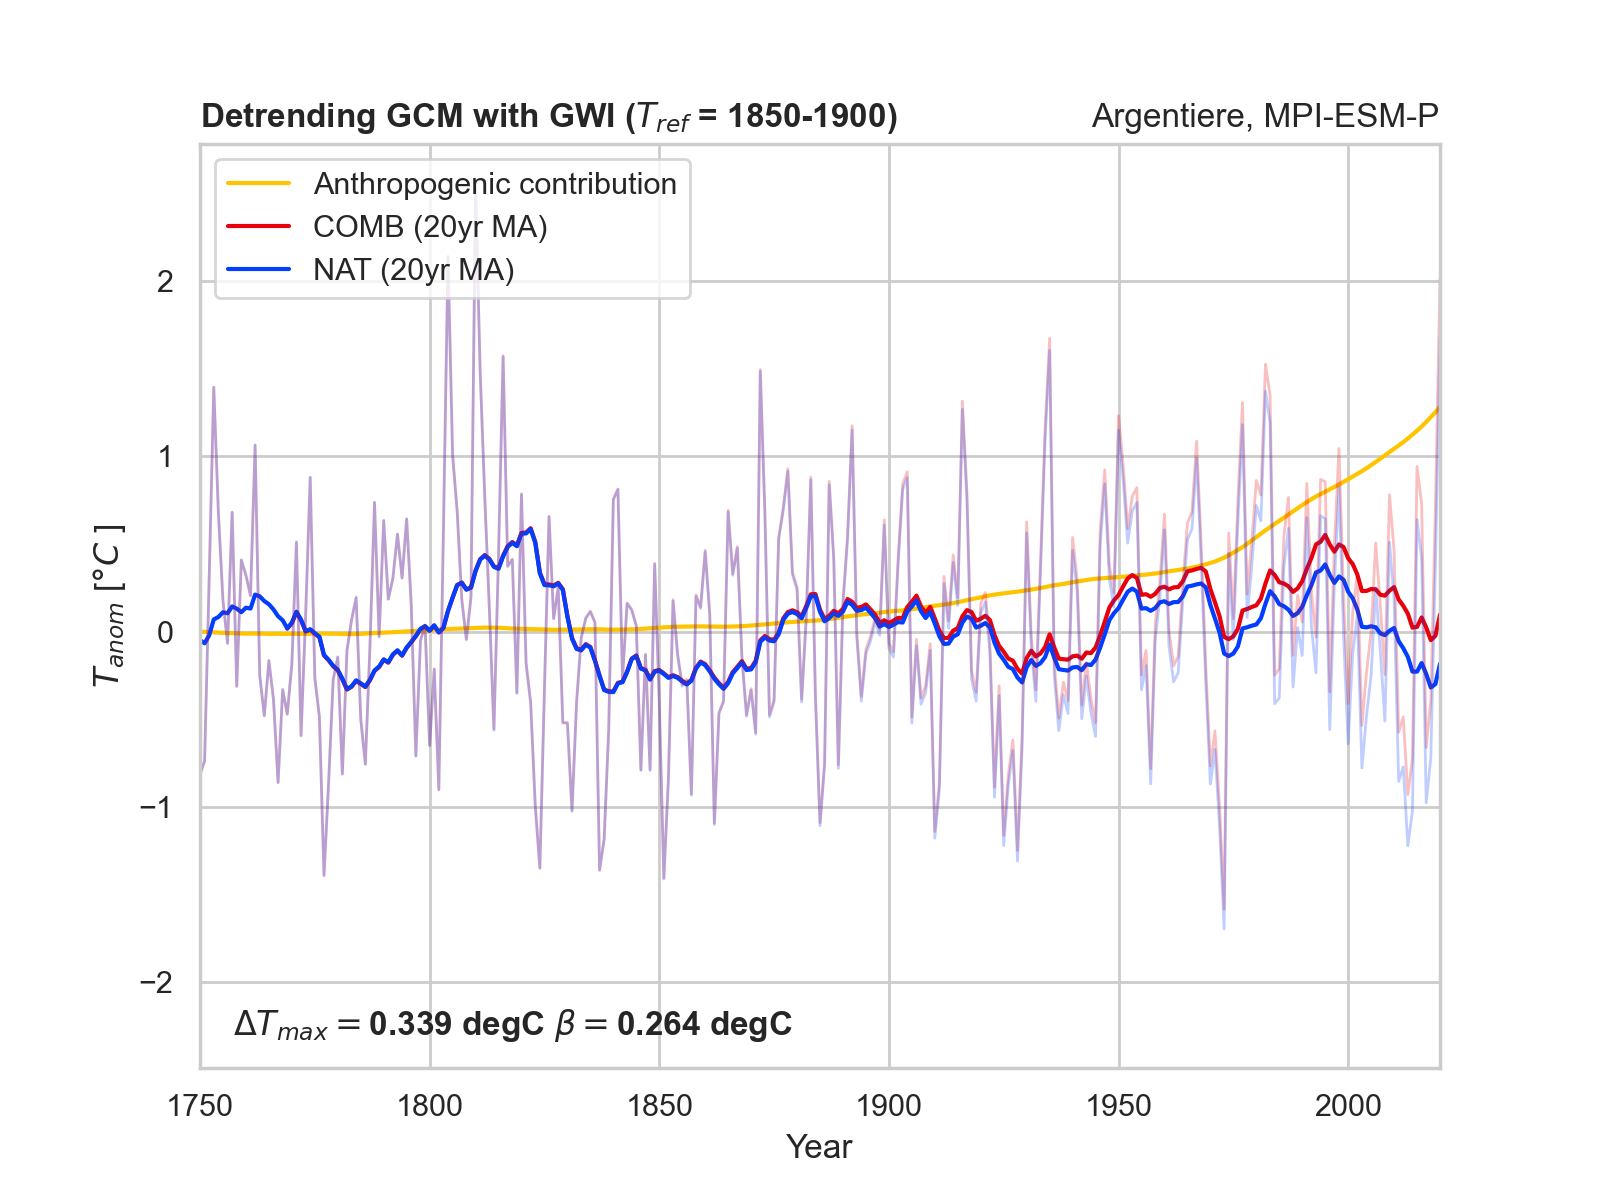 Detrending GCM with GWI (T_ref = 1850-1900) Argentiere, MPI-ESM-P
Anthropogenic contribution
COMB (20yr MA)
NAT (20yr MA)
2
1
0
−1
−2
T_anom [°C ]
ΔT_max = 0.339 degC β = 0.264 degC
1750 1800 1850 1900 1950 2000
Year